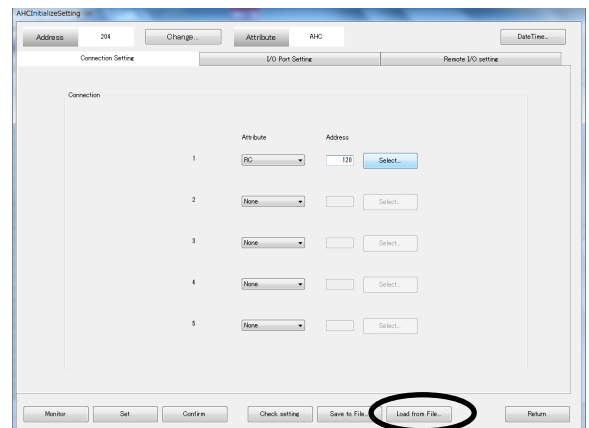 AHCInitializeSetting
Address 204 Change... Attribute AHC DateTime...
Connection Setting I/O Port Setting Remote I/O setting
Connection
Attribute Address
1 RC 120 Select...
2 None Select...
3 None Select...
4 None Select...
5 None Select...
Monitor Set Confirm Check setting Save to File... Load from File... Return